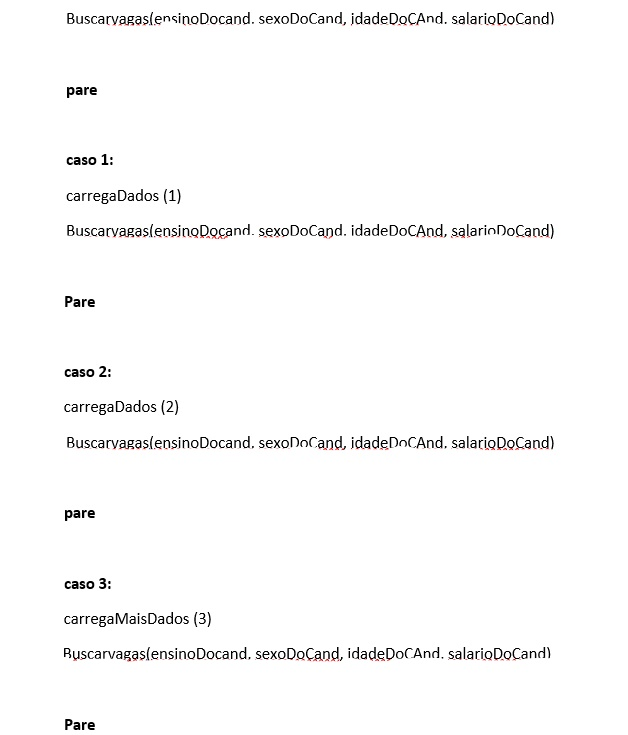 Buscarvagas(ensinoDocand, sexoDoCand, idadeDoCAnd, salarioDoCand)
pare
caso 1:
carregaDados (1)
Buscarvagas(ensinoDocand, sexoDoCand, idadeDoCAnd, salarioDoCand)
Pare
caso 2:
carregaDados (2)
Buscarvagas(ensinoDocand, sexoDoCand, idadeDoCAnd, salarioDoCand)
pare
caso 3:
carregaMaisDados (3)
Buscarvagas(ensinoDocand, sexoDoCand, idadeDoCAnd, salarioDoCand)
Pare